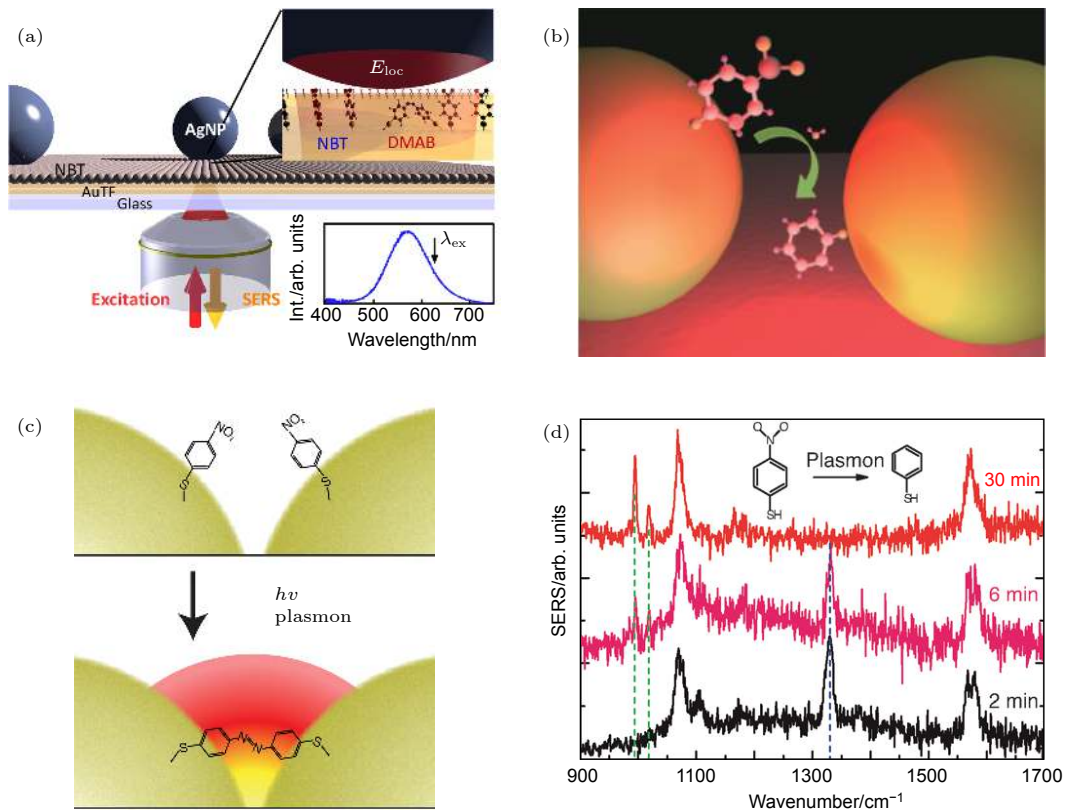 (a)
E_loc
AgNP
NBT
DMAB
NBT
AuTF
Glass
Excitation
SERS
Int./arb. units
λ_ex
400 500 600 700
Wavelength/nm
(b)
(c)
NO₂
NO₂
S
S
hν
plasmon
S
N
N
S
(d)
SERS/arb. units
O O
N
Plasmon
SH
SH
30 min
6 min
2 min
900 1100 1300 1500 1700
Wavenumber/cm⁻¹